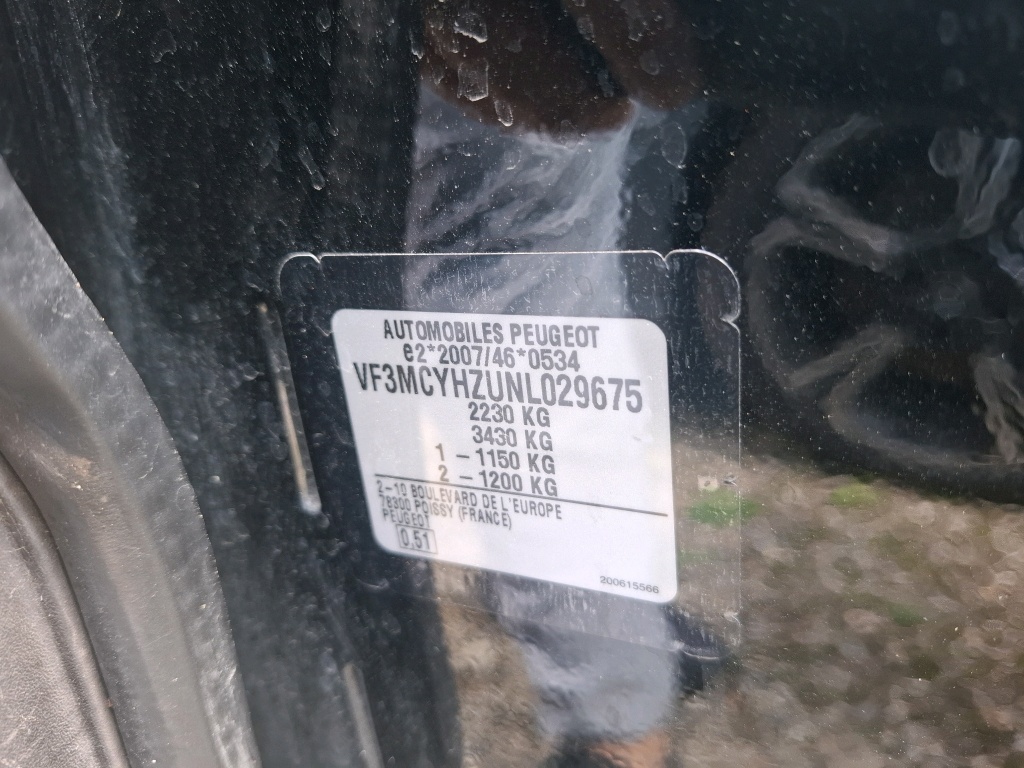 AUTOMOBILES PEUGEOT
e2*2007/46*0534
VF3MCYHZUNL029675
2230 KG
3430 KG
1 - 1150 KG
2 - 1200 KG
2-10 BOULEVARD DE L'EUROPE
78300 POISSY (FRANCE)
PEUGEOT
0,51
200615566